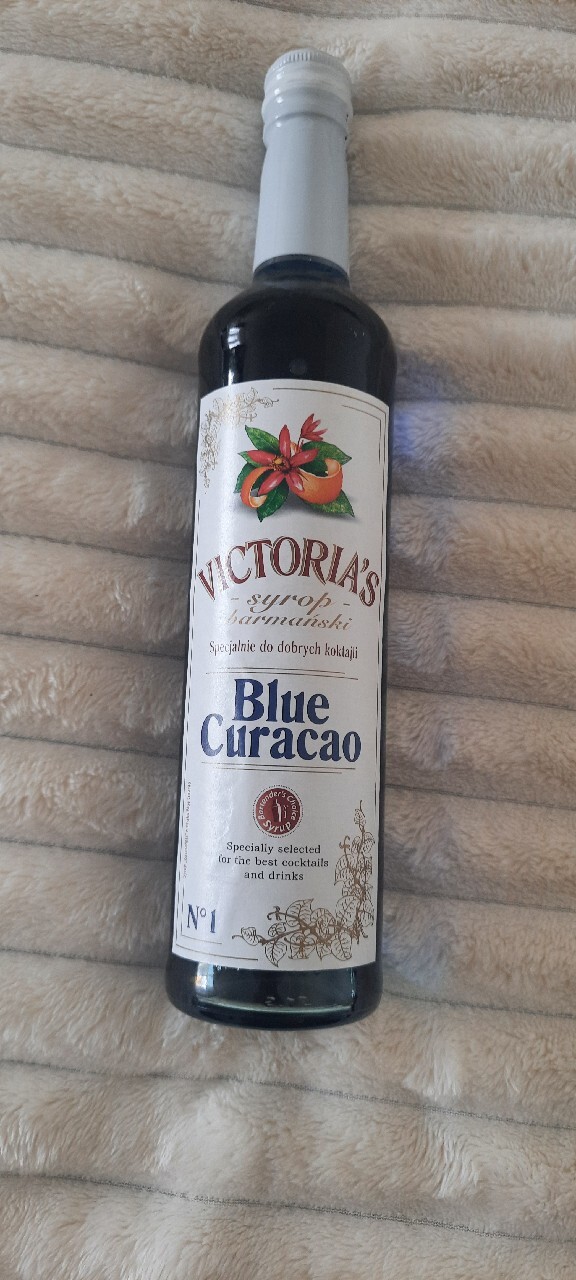 VICTORIA'S
- syrop -
barmański
Specjalnie do dobrych koktajli
Blue
Curacao
Bartender's Choice
Syrup
Specially selected
for the best cocktails
and drinks
Nº 1